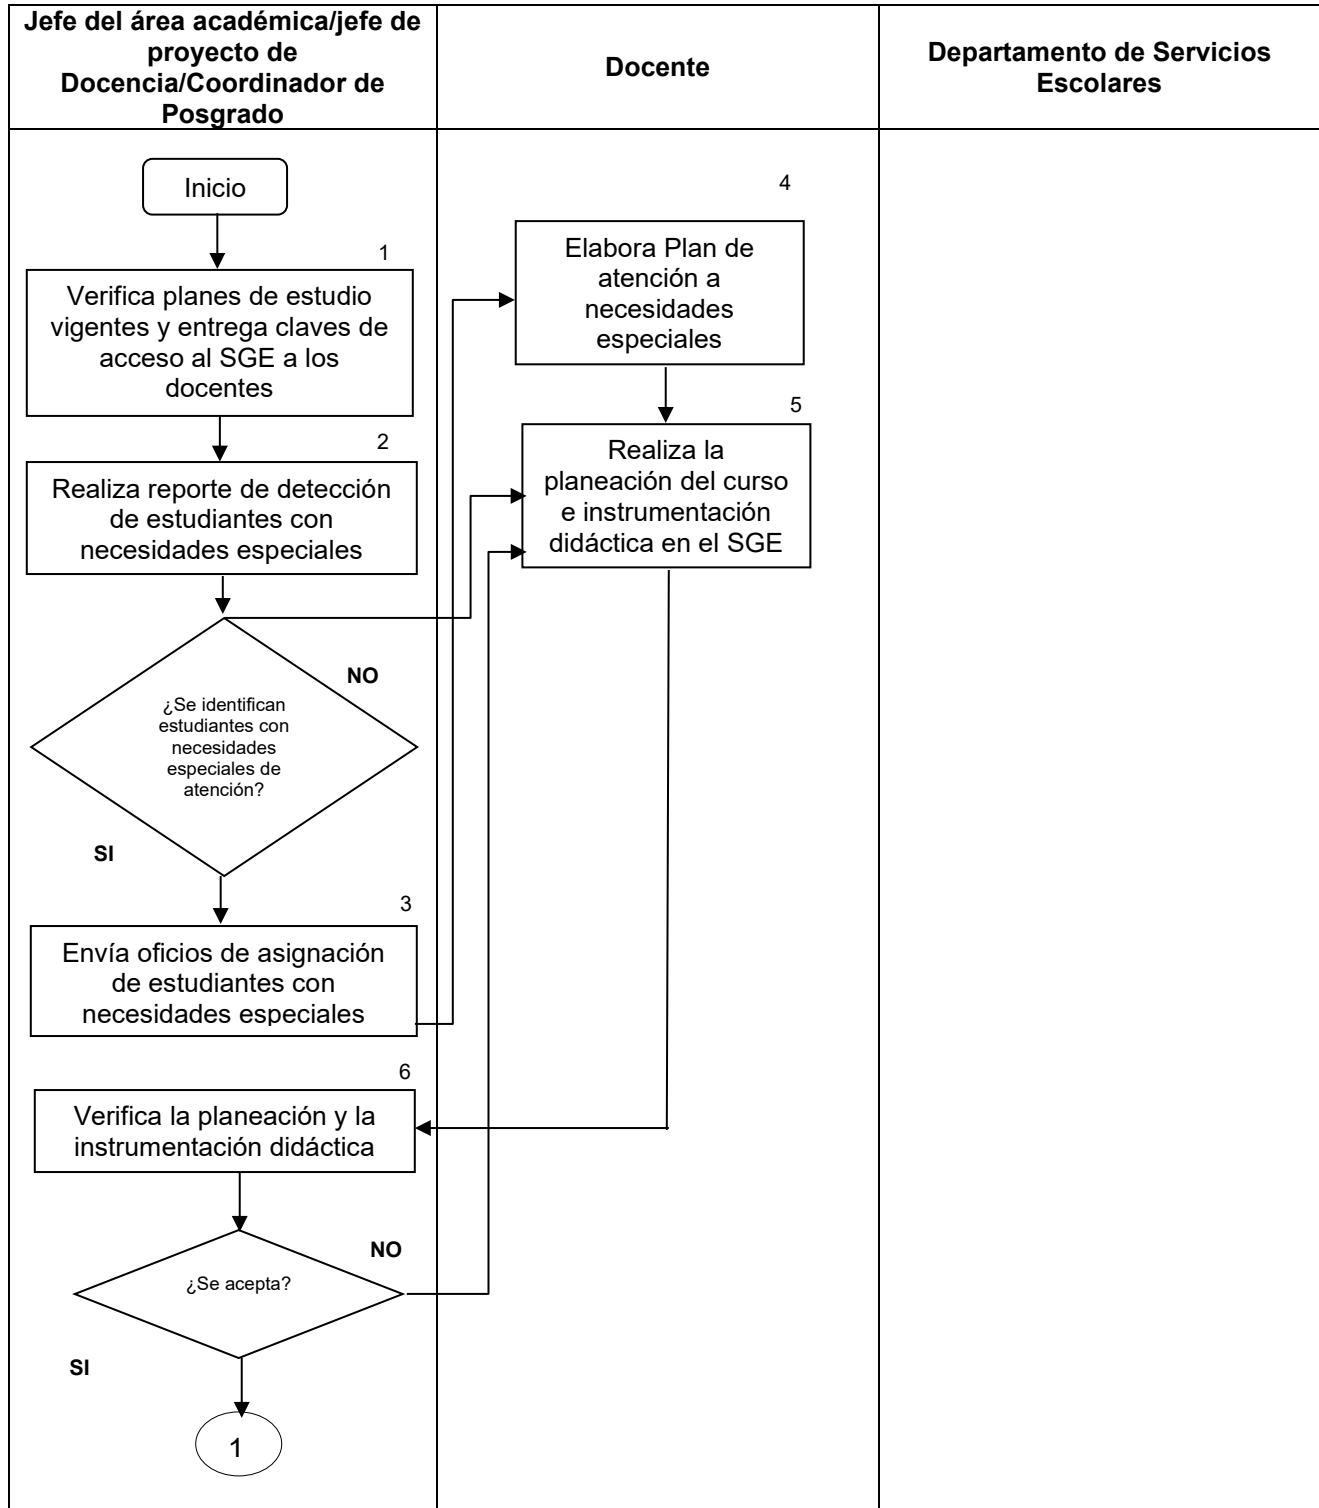 Jefe del área académica/jefe de
proyecto de
Docencia/Coordinador de
Posgrado
Docente
Departamento de Servicios
Escolares
Inicio
1
Verifica planes de estudio
vigentes y entrega claves de
acceso al SGE a los
docentes
2
Realiza reporte de detección
de estudiantes con
necesidades especiales
NO
¿Se identifican
estudiantes con
necesidades
especiales de
atención?
SI
3
Envía oficios de asignación
de estudiantes con
necesidades especiales
4
Elabora Plan de
atención a
necesidades
especiales
5
Realiza la
planeación del curso
e instrumentación
didáctica en el SGE
6
Verifica la planeación y la
instrumentación didáctica
NO
¿Se acepta?
SI
1